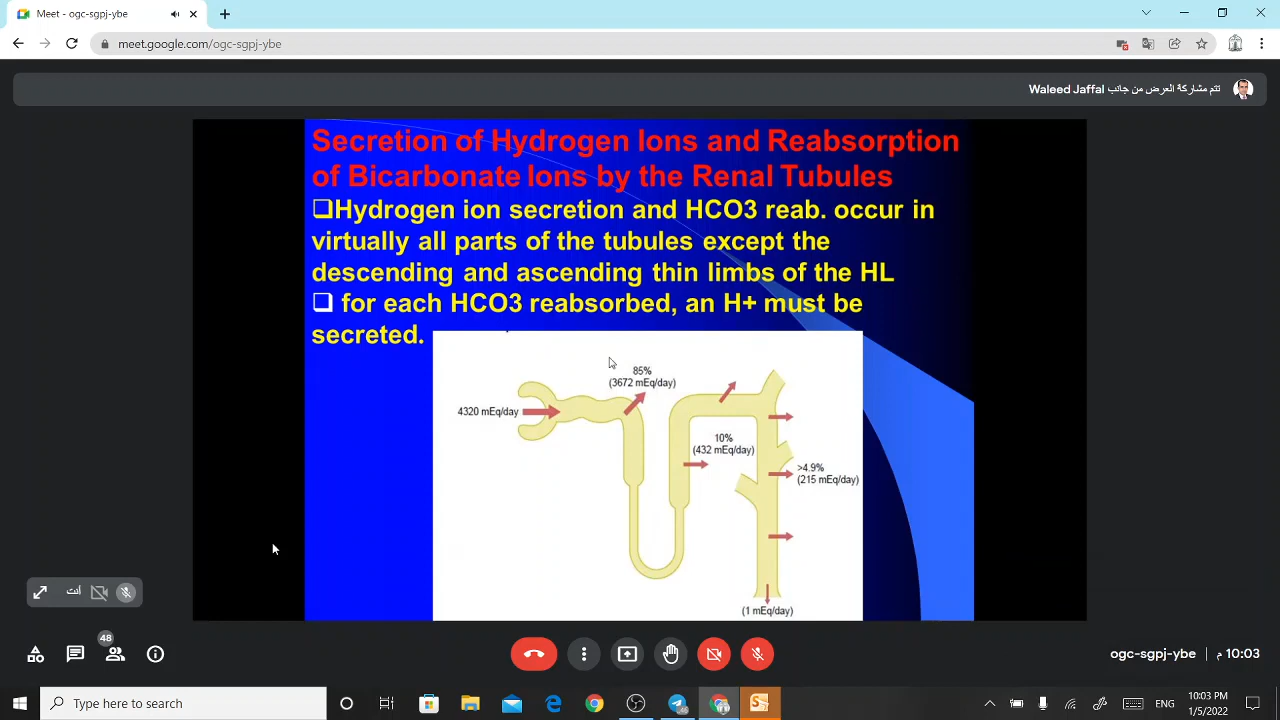 Meet - ogc-sgpj-ybe
meet.google.com/ogc-sgpj-ybe
تتم مشاركة العرض من جانب Waleed Jaffal
Secretion of Hydrogen Ions and Reabsorption
of Bicarbonate Ions by the Renal Tubules
❑Hydrogen ion secretion and HCO3 reab. occur in
virtually all parts of the tubules except the
descending and ascending thin limbs of the HL
❑ for each HCO3 reabsorbed, an H+ must be
secreted.
85%
(3672 mEq/day)
4320 mEq/day
10%
(432 mEq/day)
>4.9%
(215 mEq/day)
(1 mEq/day)
انت
48
ogc-sgpj-ybe | 10:03 م
Type here to search
46
ENG
10:03 PM
1/5/2022